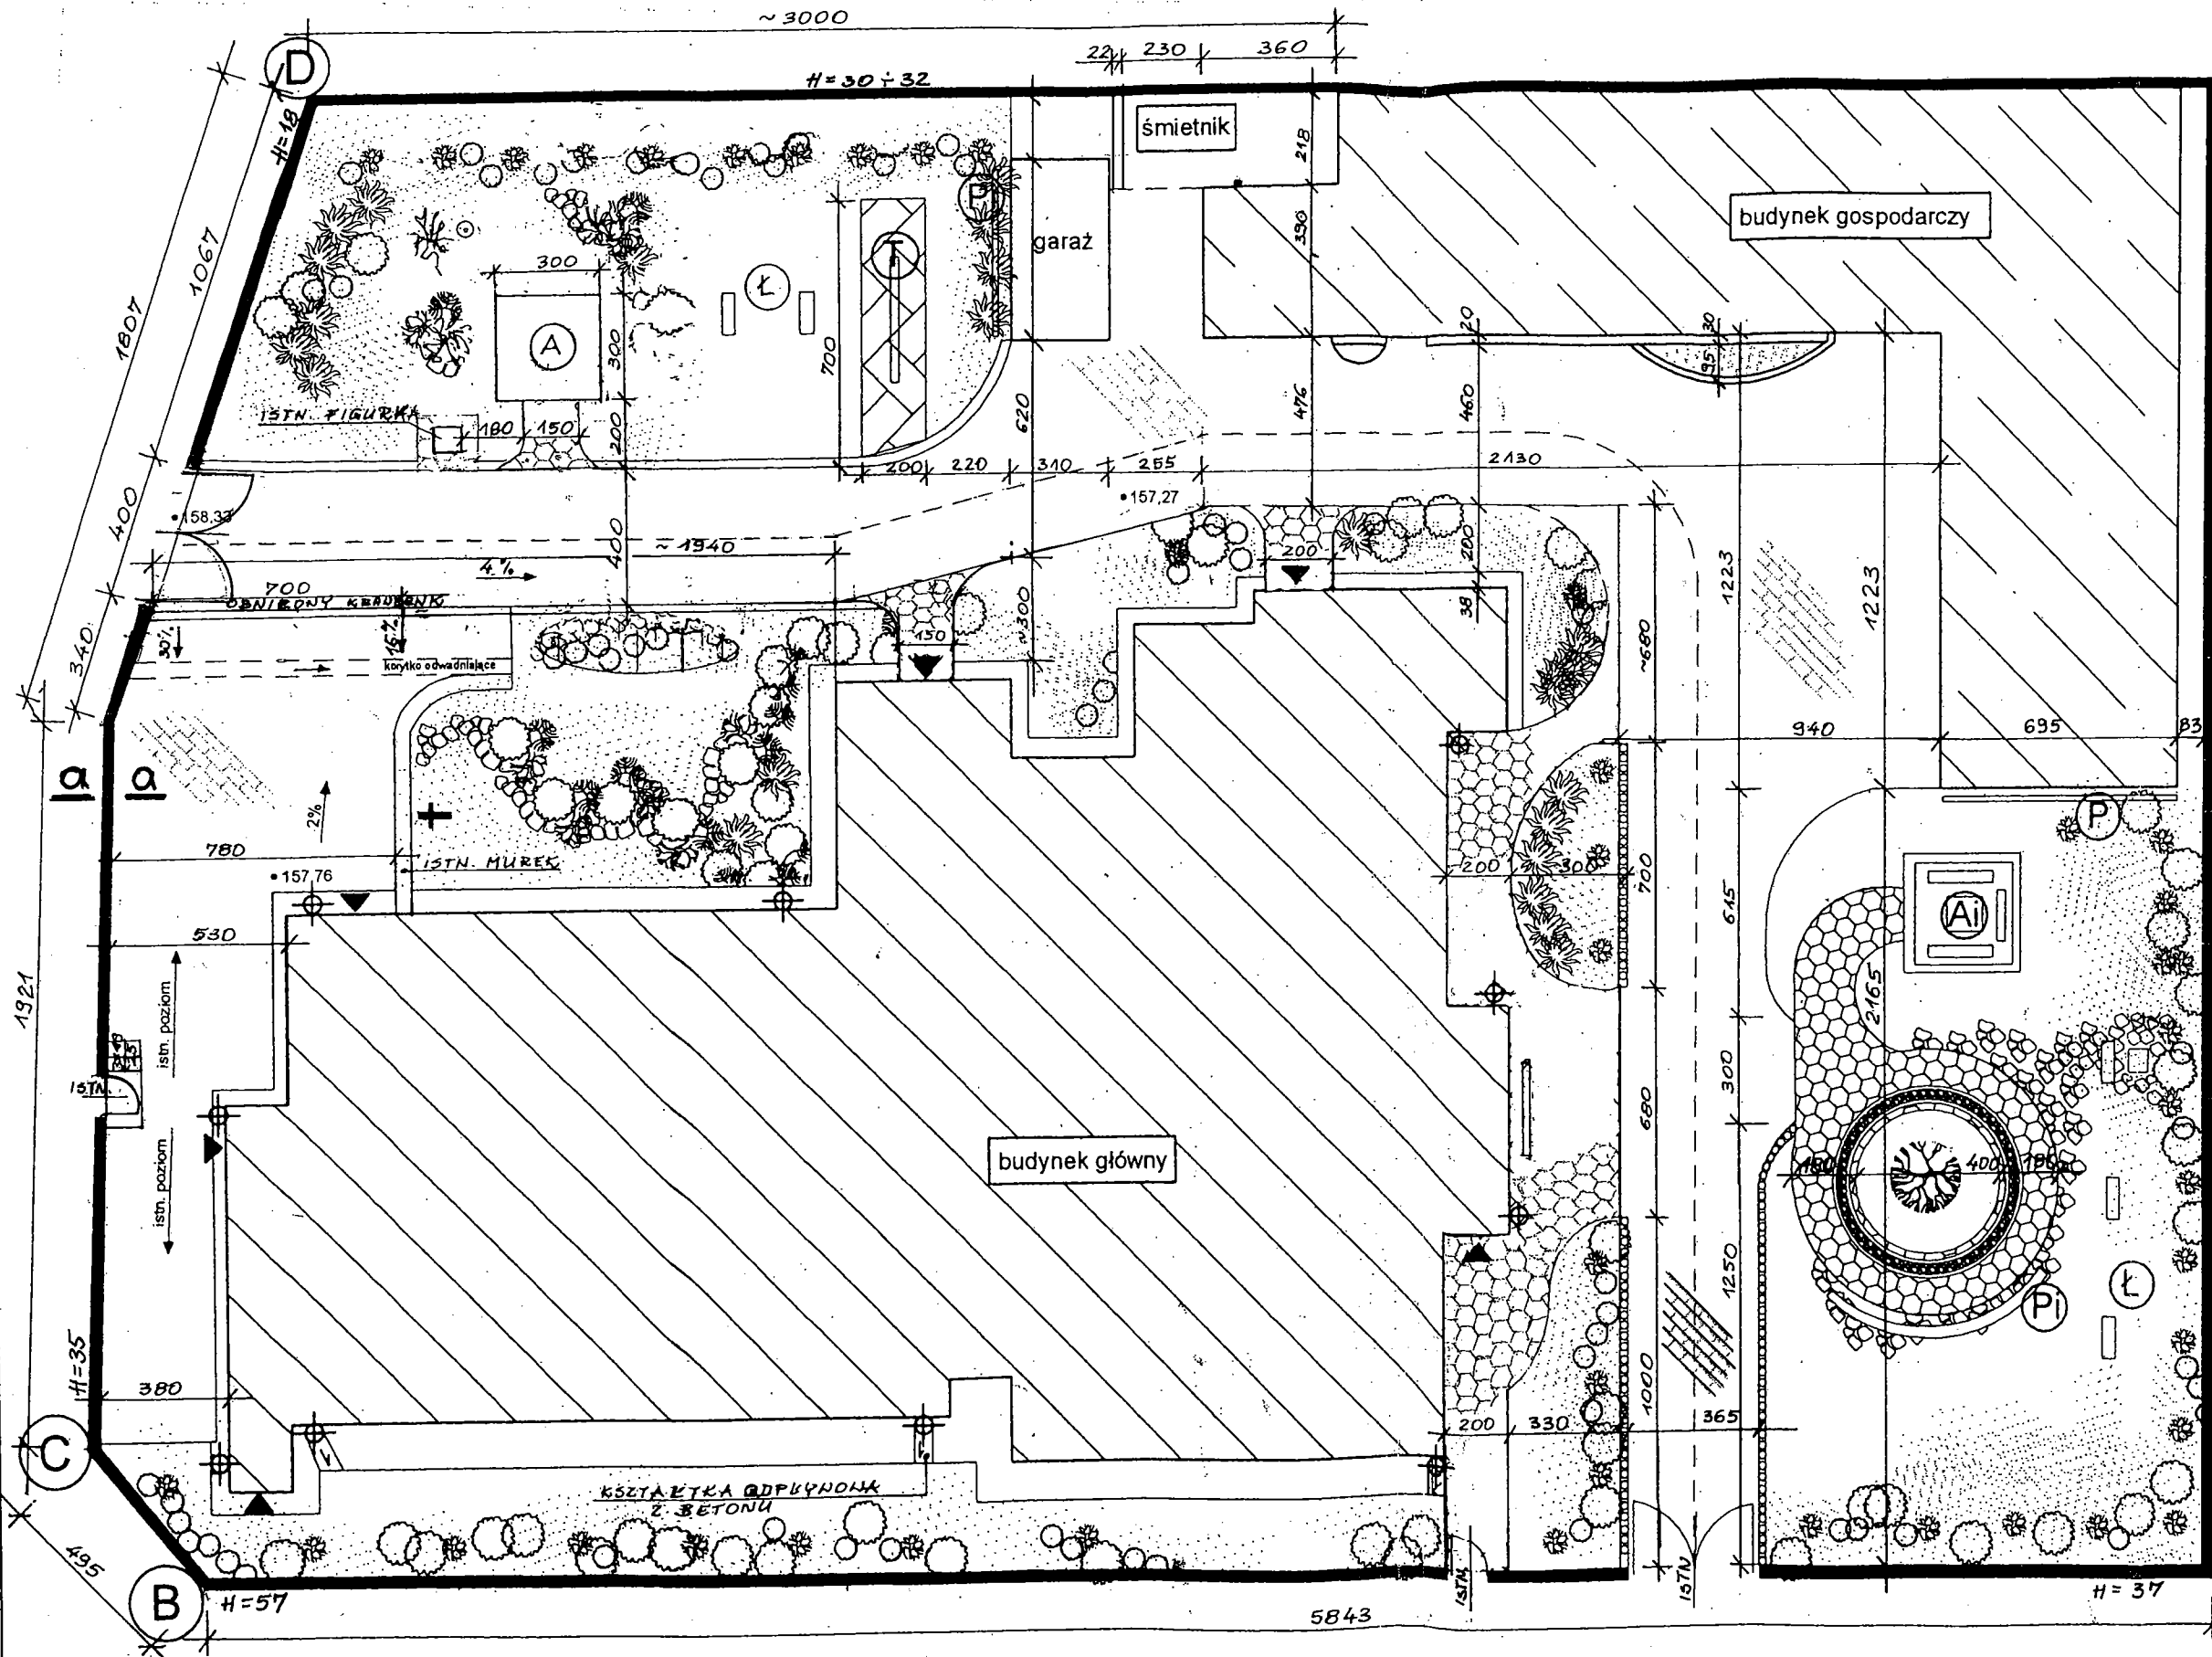 ~ 3000
22 230 360
D
H=30÷32
H=18
śmietnik
218
budynek gospodarczy
P
garaż
390
1067
1807
300
Ł
T
A
300
700
20
30
95
ISTN. FIGURKA
180 150
200
620
476
460
400
200 220 310 255
2130
158,33
157,27
400
~ 1940
4%
200
200
1223
1223
700
OBNIŻONY KRAWĘŻNIK
30%
16%
korytko odwadniające
150
~300
38
~680
340
a a
940
695
83
2%
780
ISTN. MUREK
157,76
200
300
700
P
615
Ai
530
1921
istn. poziom
2165
ISTN.
300
680
istn. poziom
budynek główny
180
400
180
1250
Ł
Pi
H=35
380
1000
200
330
365
C
KSZTAŁTKA ODPŁYWOWA
Z BETONU
495
B
H=57
ISTN.
ISTN
H=37
5843